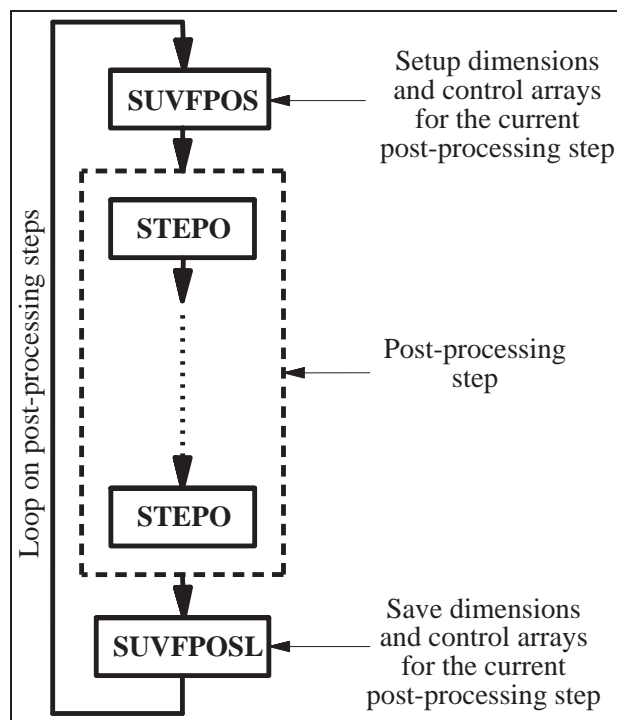 Setup dimensions
and control arrays
for the current
post-processing step
SUVFPOS
STEPO
Loop on post-processing steps
Post-processing
step
STEPO
SUVFPOSL
Save dimensions
and control arrays
for the current
post-processing step